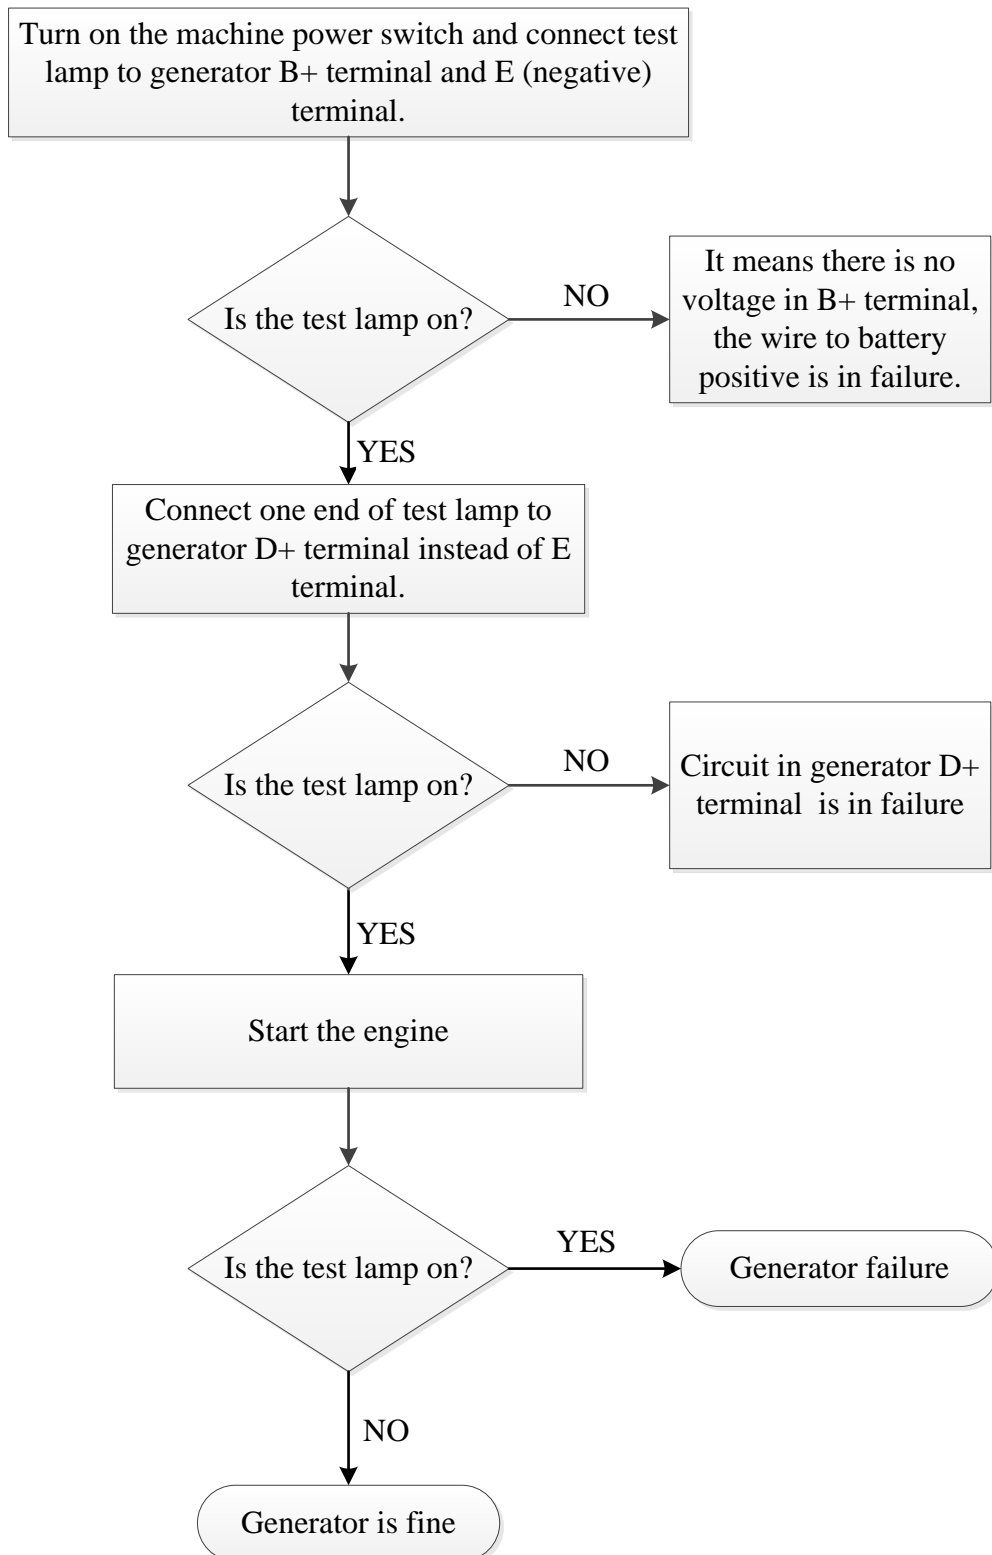 Turn on the machine power switch and connect test
lamp to generator B+ terminal and E (negative)
terminal.
Is the test lamp on?
NO
It means there is no
voltage in B+ terminal,
the wire to battery
positive is in failure.
YES
Connect one end of test lamp to
generator D+ terminal instead of E
terminal.
Is the test lamp on?
NO
Circuit in generator D+
terminal  is in failure
YES
Start the engine
Is the test lamp on?
YES
Generator failure
NO
Generator is fine